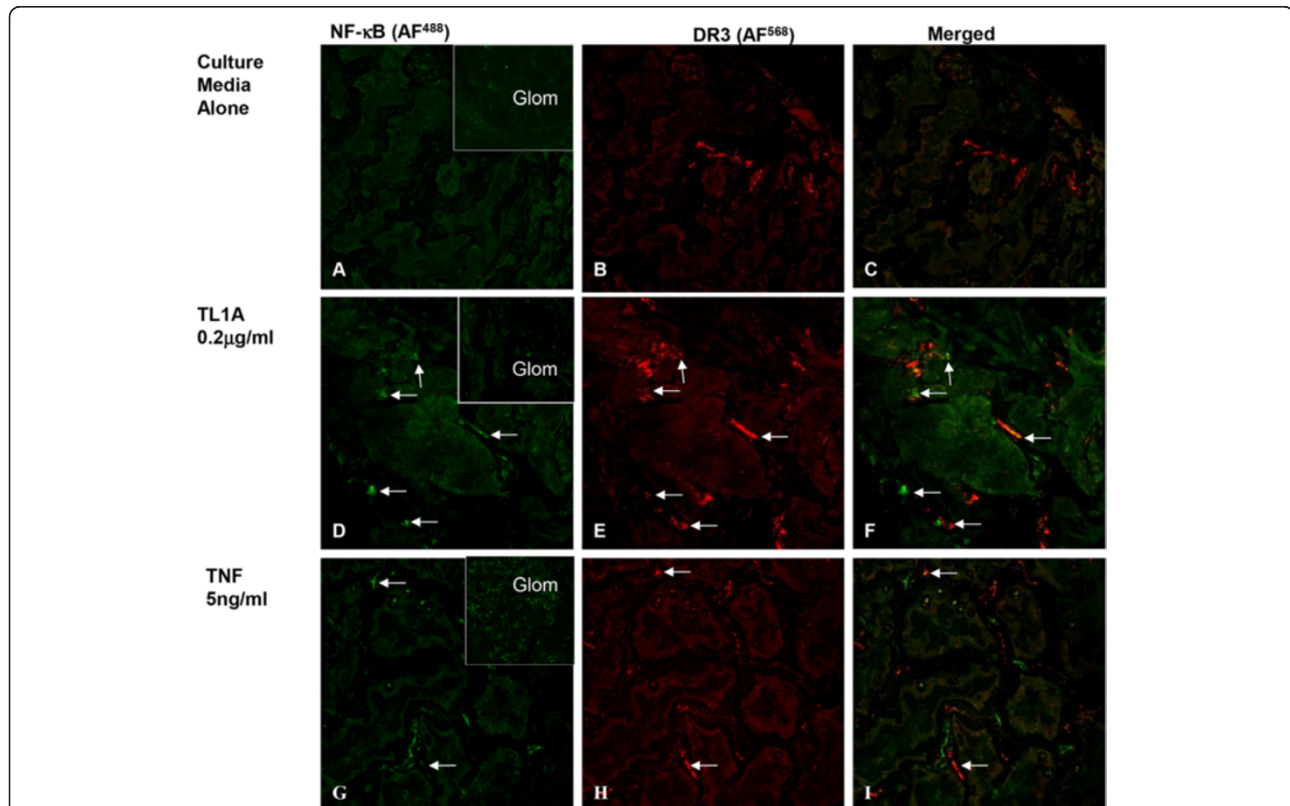 NF-κB (AF⁴⁸⁸) DR3 (AF⁵⁶⁸) Merged
Culture
Media
Alone
Glom
A B C
TL1A
0.2μg/ml
Glom
D E F
TNF
5ng/ml
Glom
G H I